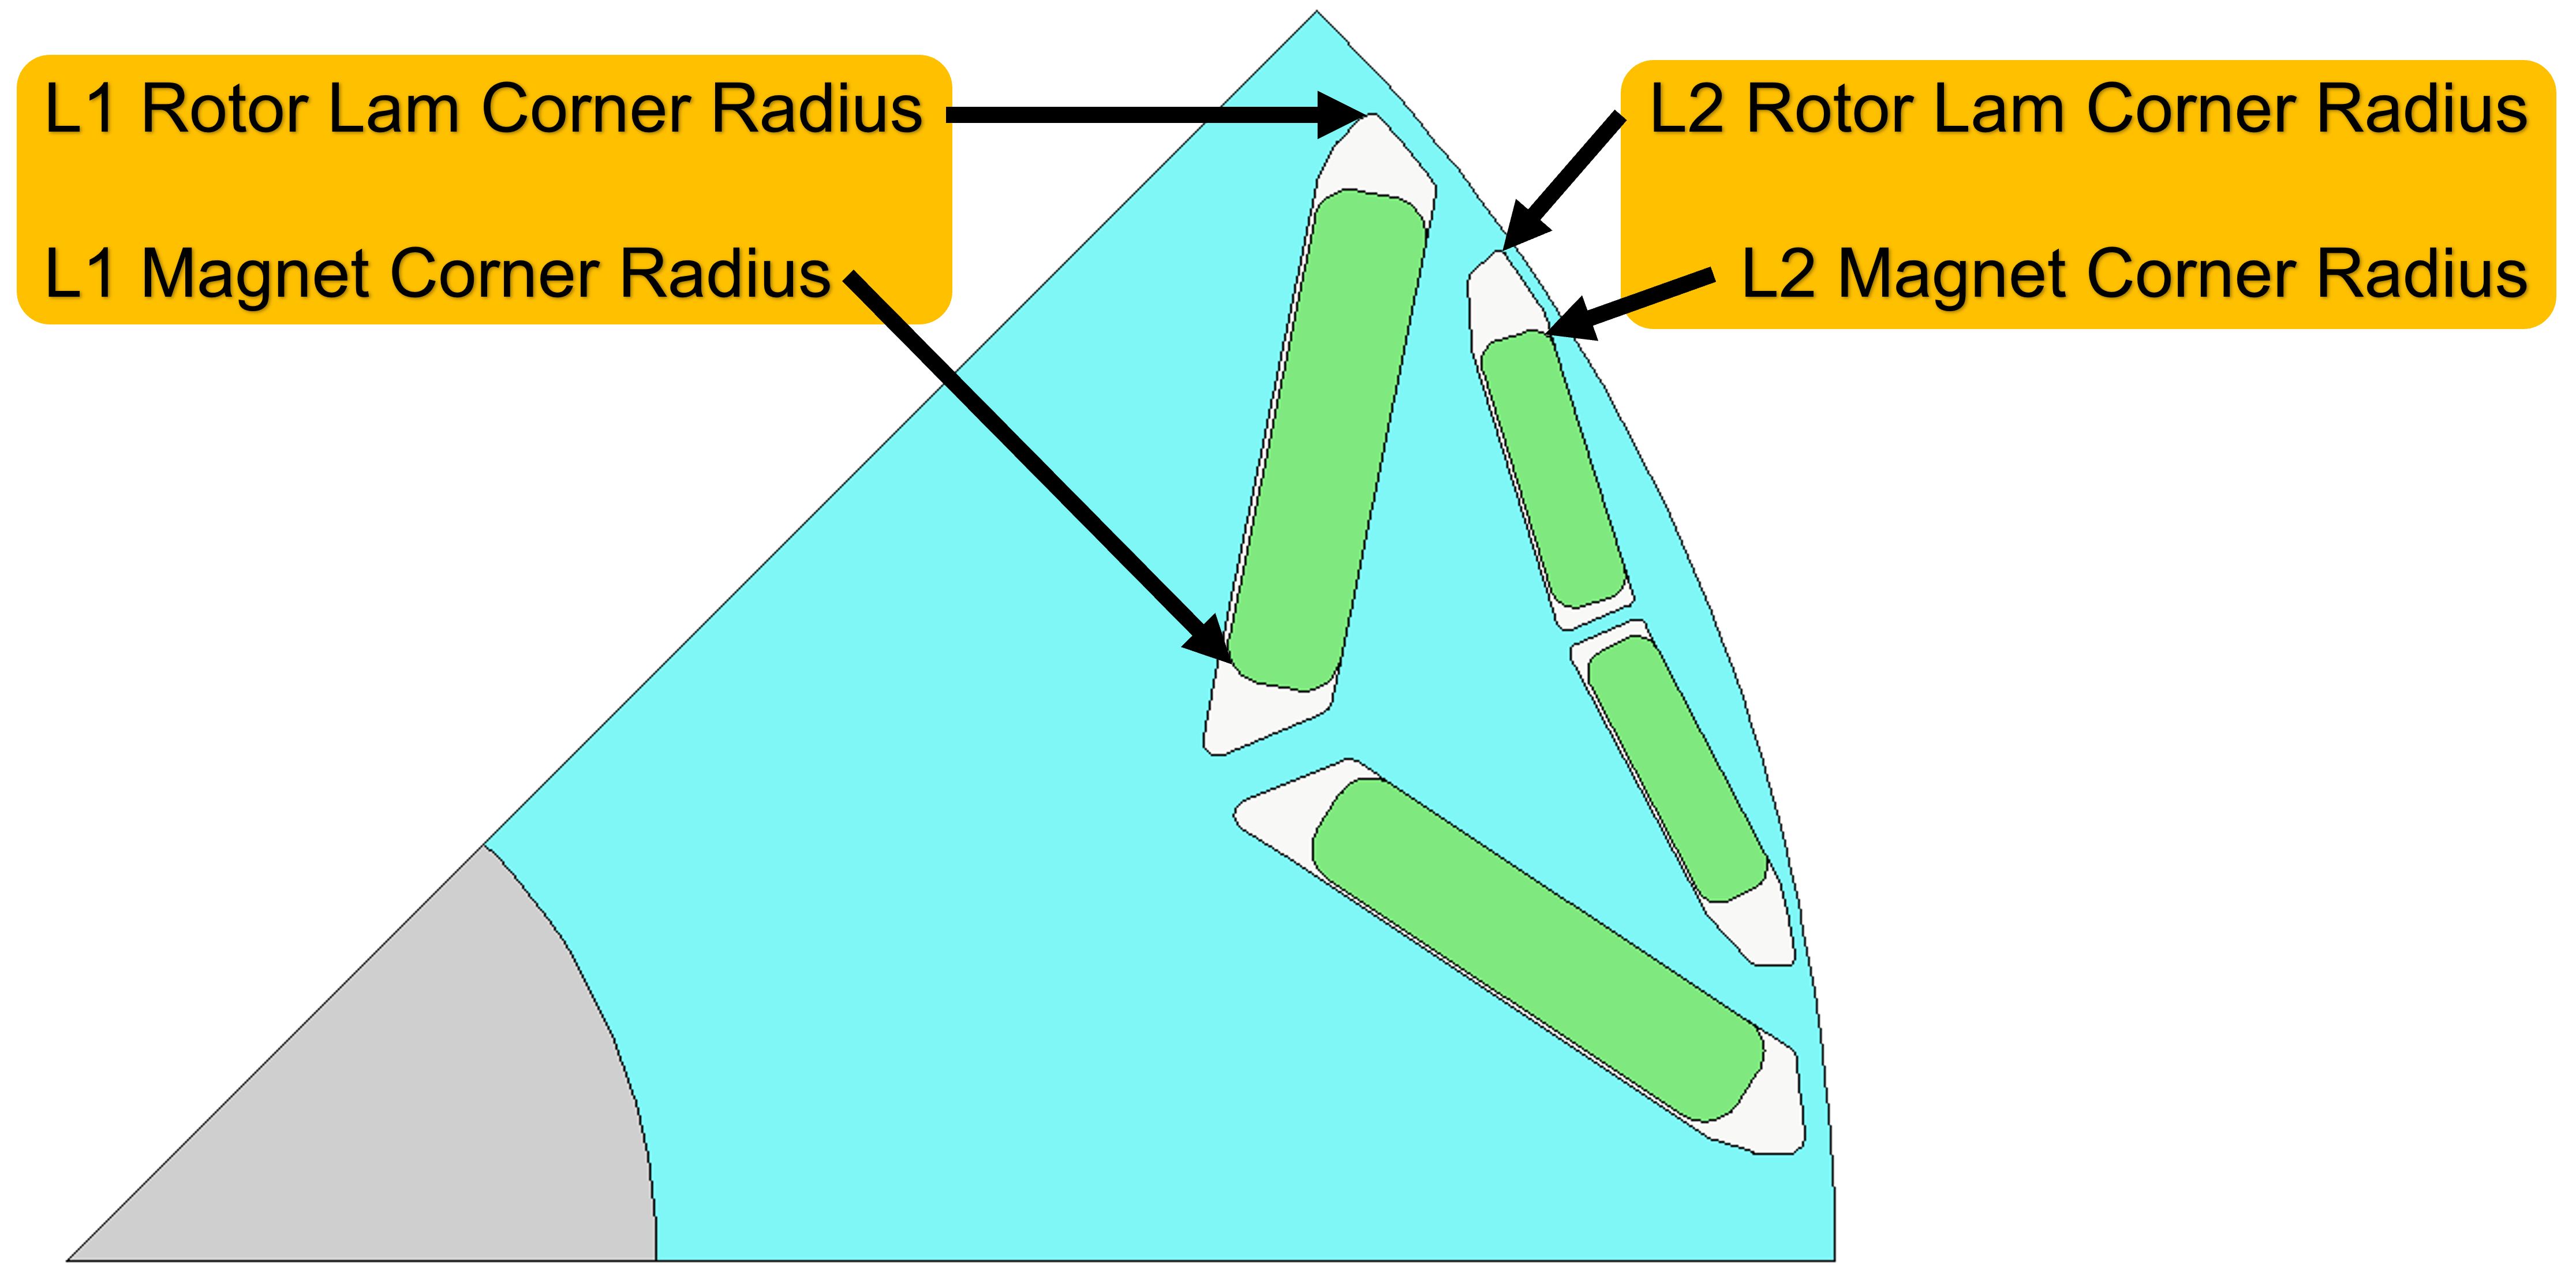 L1 Rotor Lam Corner Radius
L1 Magnet Corner Radius
L2 Rotor Lam Corner Radius
L2 Magnet Corner Radius